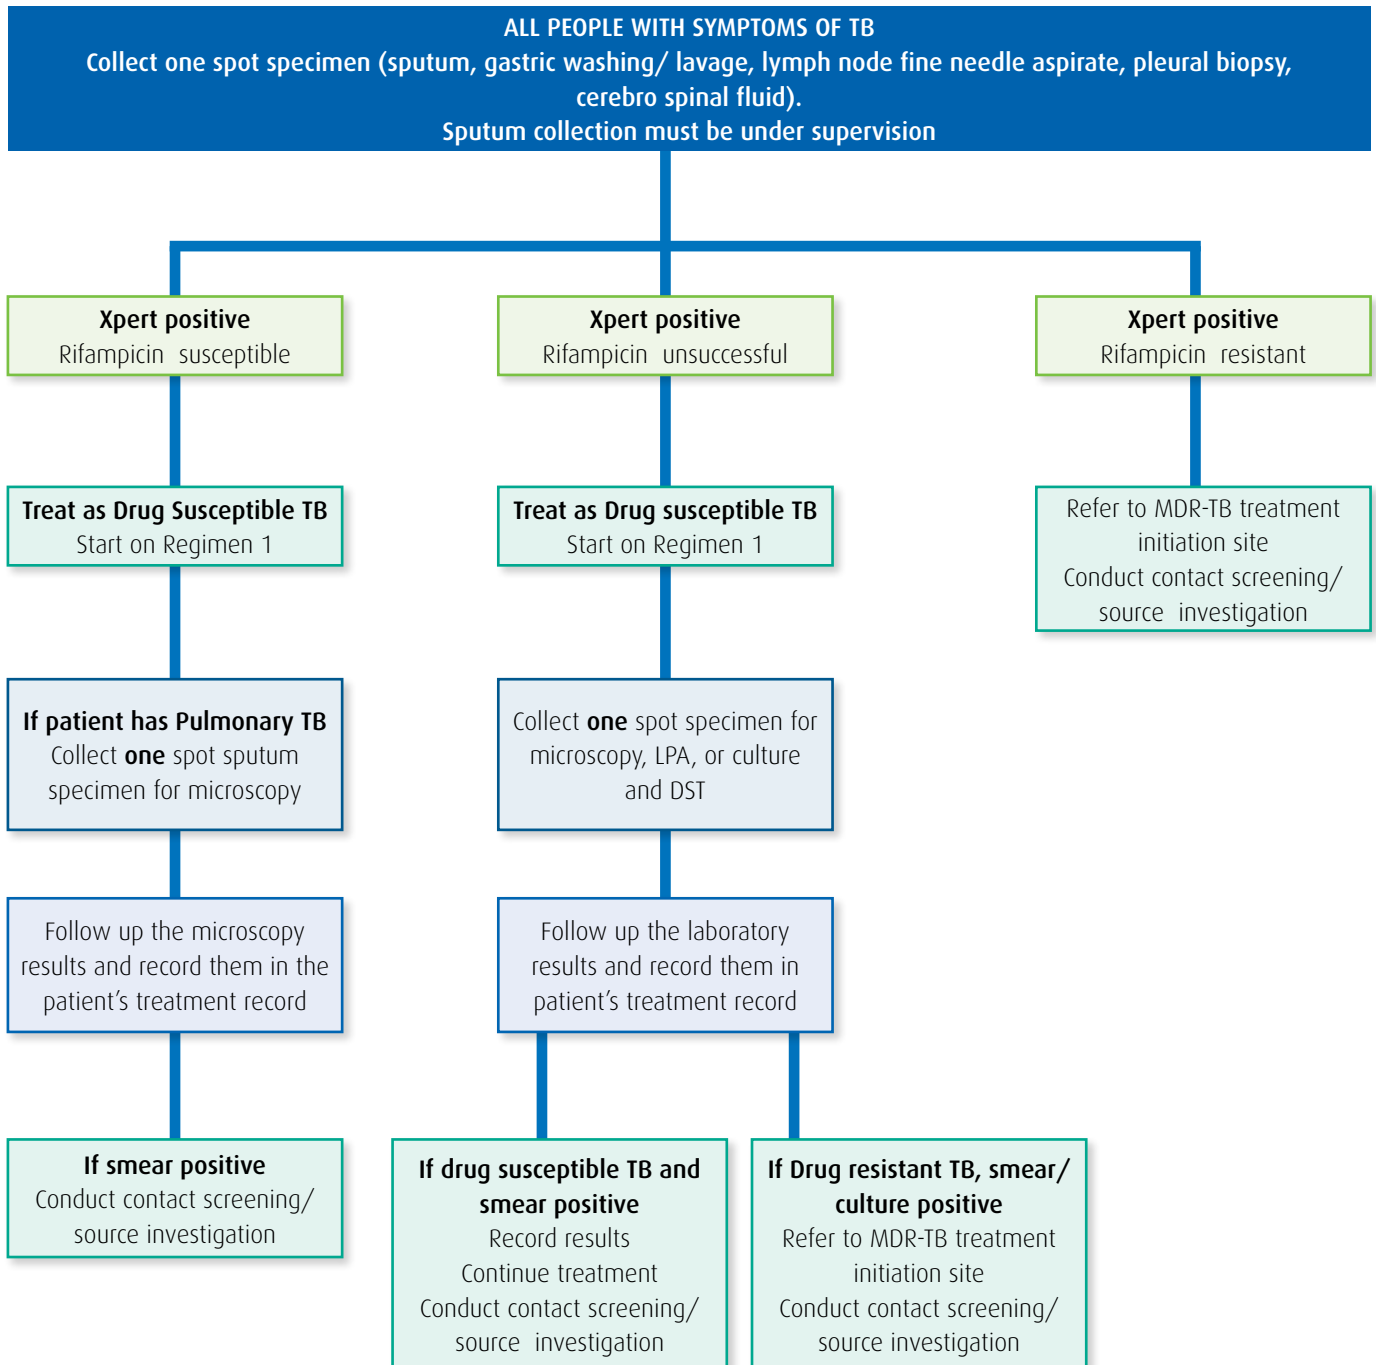 ALL PEOPLE WITH SYMPTOMS OF TB
Collect one spot specimen (sputum, gastric washing/ lavage, lymph node fine needle aspirate, pleural biopsy,
cerebro spinal fluid).
Sputum collection must be under supervision
Xpert positive
Rifampicin susceptible
Xpert positive
Rifampicin unsuccessful
Xpert positive
Rifampicin resistant
Treat as Drug Susceptible TB
Start on Regimen 1
Treat as Drug susceptible TB
Start on Regimen 1
Refer to MDR-TB treatment
initiation site
Conduct contact screening/
source investigation
If patient has Pulmonary TB
Collect one spot sputum
specimen for microscopy
Collect one spot specimen for
microscopy, LPA, or culture
and DST
Follow up the microscopy
results and record them in the
patient's treatment record
Follow up the laboratory
results and record them in
patient's treatment record
If smear positive
Conduct contact screening/
source investigation
If drug susceptible TB and
smear positive
Record results
Continue treatment
Conduct contact screening/
source investigation
If Drug resistant TB, smear/
culture positive
Refer to MDR-TB treatment
initiation site
Conduct contact screening/
source investigation